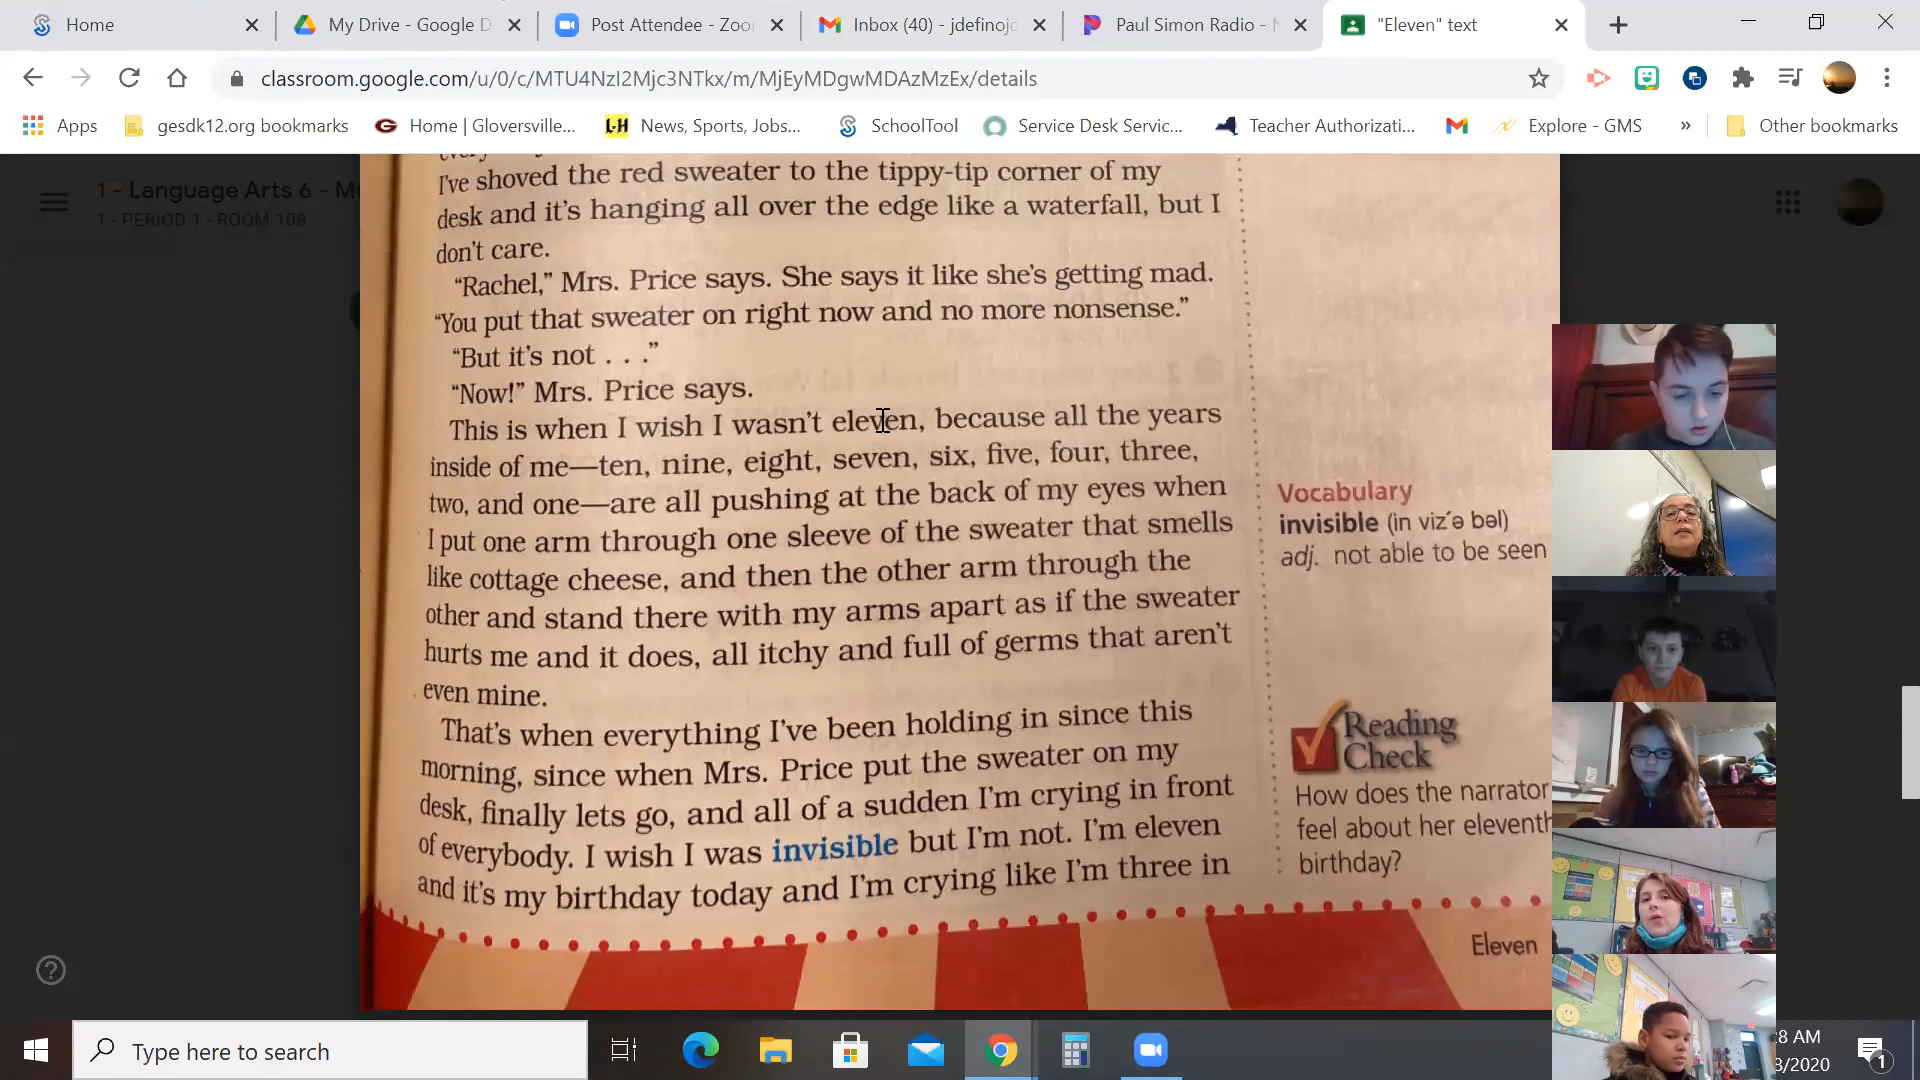 Home
My Drive - Google D
Post Attendee - Zoo
Inbox (40) - jdefinojo
Paul Simon Radio - N
"Eleven" text
classroom.google.com/u/0/c/MTU4NzI2Mjc3NTkx/m/MjEyMDgwMDAzMzEx/details
Apps
gesdk12.org bookmarks
Home | Gloversville...
News, Sports, Jobs...
SchoolTool
Service Desk Servic...
Teacher Authorizati...
Explore - GMS
»
Other bookmarks
1 - Language Arts 6 -
1 - PERIOD 1 - ROOM 108
I've shoved the red sweater to the tippy-tip corner of my
desk and it's hanging all over the edge like a waterfall, but I
don't care.
“Rachel,” Mrs. Price says. She says it like she's getting mad.
“You put that sweater on right now and no more nonsense.”
“But it's not . . .”
“Now!” Mrs. Price says.
This is when I wish I wasn't eleven, because all the years
inside of me—ten, nine, eight, seven, six, five, four, three,
two, and one—are all pushing at the back of my eyes when
I put one arm through one sleeve of the sweater that smells
like cottage cheese, and then the other arm through the
other and stand there with my arms apart as if the sweater
hurts me and it does, all itchy and full of germs that aren't
even mine.
That's when everything I've been holding in since this
morning, since when Mrs. Price put the sweater on my
desk, finally lets go, and all of a sudden I'm crying in front
of everybody. I wish I was invisible but I'm not. I'm eleven
and it's my birthday today and I'm crying like I'm three in
Vocabulary
invisible (in viz′ə bəl)
adj. not able to be seen
Reading
Check
How does the narrator
feel about her eleventh
birthday?
Eleven
Type here to search
8 AM
3/2020
1